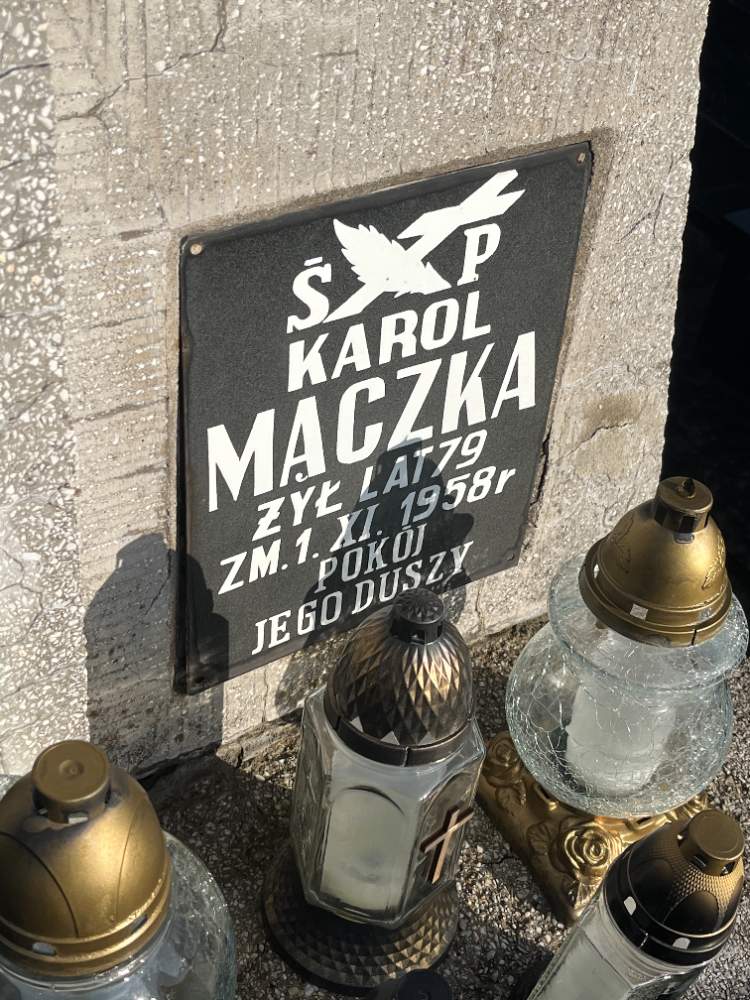 Ś P
KAROL
MĄCZKA
ŻYŁ LAT 79
ZM. 1. XI. 1958r
POKÓJ
JEGO DUSZY